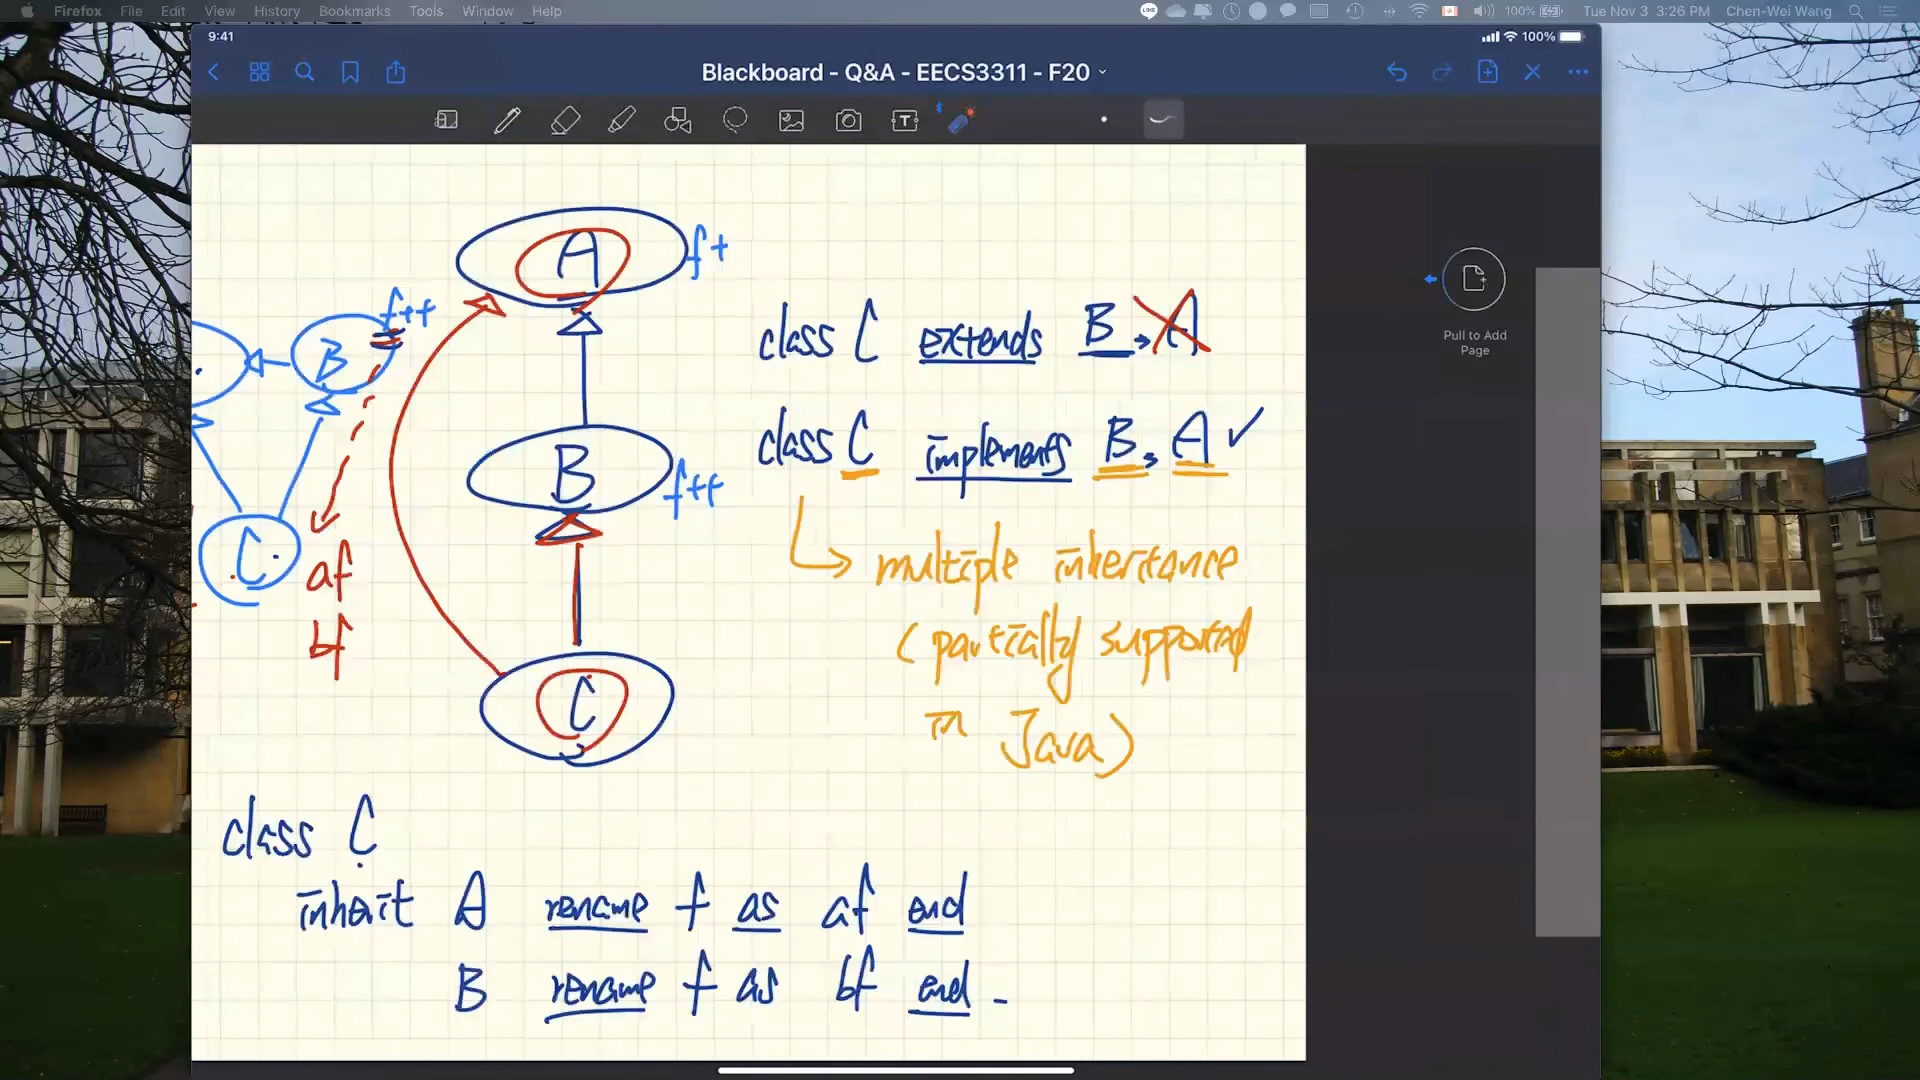 Firefox File Edit View History Bookmarks Tools Window Help
LINE 100% Tue Nov 3 3:26 PM Chen-Wei Wang
9:41
100%
Blackboard - Q&A - EECS3311 - F20
T
A f+
f++
B
class C extends B, A
Pull to Add
Page
class C implements B, A ✓
B f++
C
af
multiple inheritance
bf
(partially supported
C
in Java)
class C
inherit A rename f as af end
B rename f as bf end